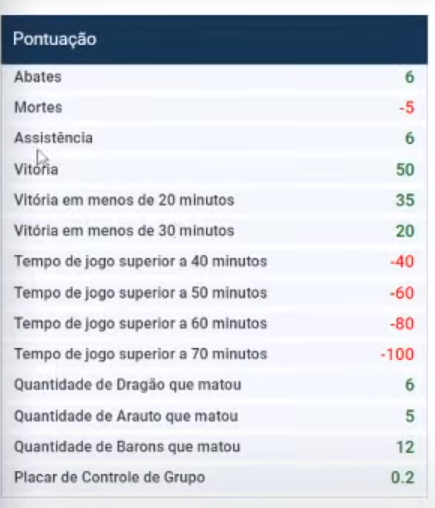 Pontuação
Abates 6
Mortes -5
Assistência 6
Vitória 50
Vitória em menos de 20 minutos 35
Vitória em menos de 30 minutos 20
Tempo de jogo superior a 40 minutos -40
Tempo de jogo superior a 50 minutos -60
Tempo de jogo superior a 60 minutos -80
Tempo de jogo superior a 70 minutos -100
Quantidade de Dragão que matou 6
Quantidade de Arauto que matou 5
Quantidade de Barons que matou 12
Placar de Controle de Grupo 0.2